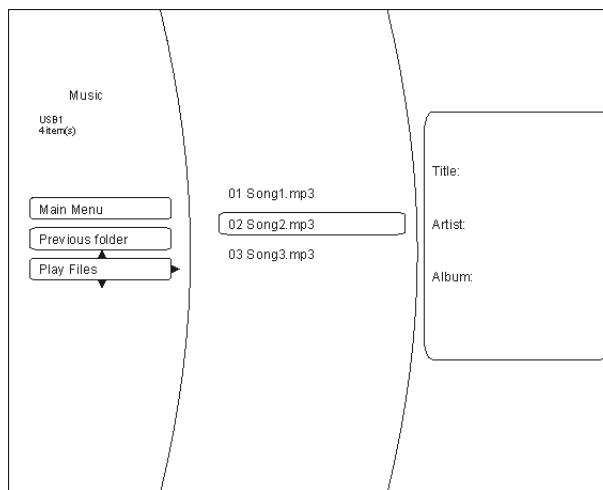 Music
USB1
4 item(s)
Main Menu
Previous folder
Play Files
01 Song1.mp3
02 Song2.mp3
03 Song3.mp3
Title:
Artist:
Album: